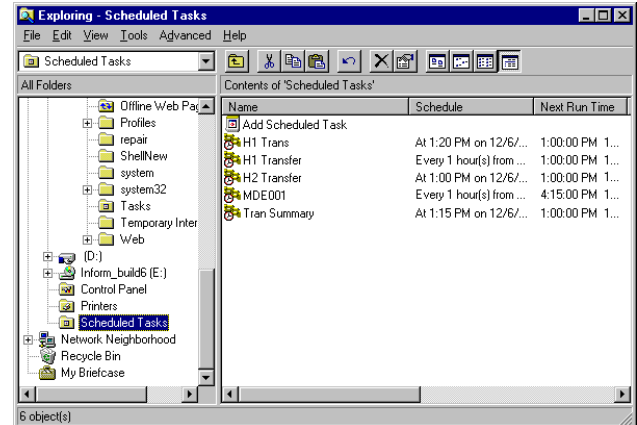 Exploring - Scheduled Tasks
File Edit View Tools Advanced Help
Scheduled Tasks
All Folders
Contents of 'Scheduled Tasks'
Offline Web Pag
Profiles
repair
ShellNew
system
system32
Tasks
Temporary Inter
Web
(D:)
Inform_build6 (E:)
Control Panel
Printers
Scheduled Tasks
Network Neighborhood
Recycle Bin
My Briefcase
Name Schedule Next Run Time
Add Scheduled Task
H1 Trans At 1:20 PM on 12/6/... 1:00:00 PM 1...
H1 Transfer Every 1 hour(s) from ... 1:00:00 PM 1...
H2 Transfer At 1:00 PM on 12/6/... 1:00:00 PM 1...
MDE001 Every 1 hour(s) from ... 4:15:00 PM 1...
Tran Summary At 1:15 PM on 12/6/... 1:00:00 PM 1...
6 object(s)